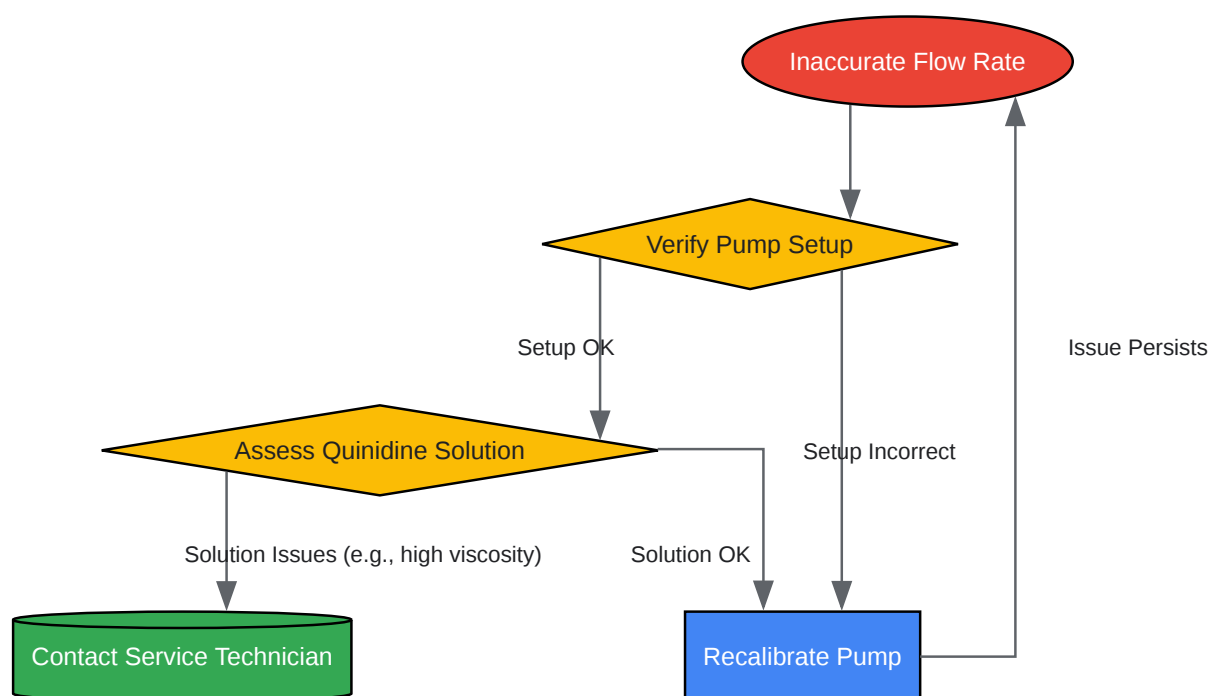 Inaccurate Flow Rate
Verify Pump Setup
Setup OK
Issue Persists
Assess Quinidine Solution
Setup Incorrect
Solution Issues (e.g., high viscosity)
Solution OK
Contact Service Technician
Recalibrate Pump